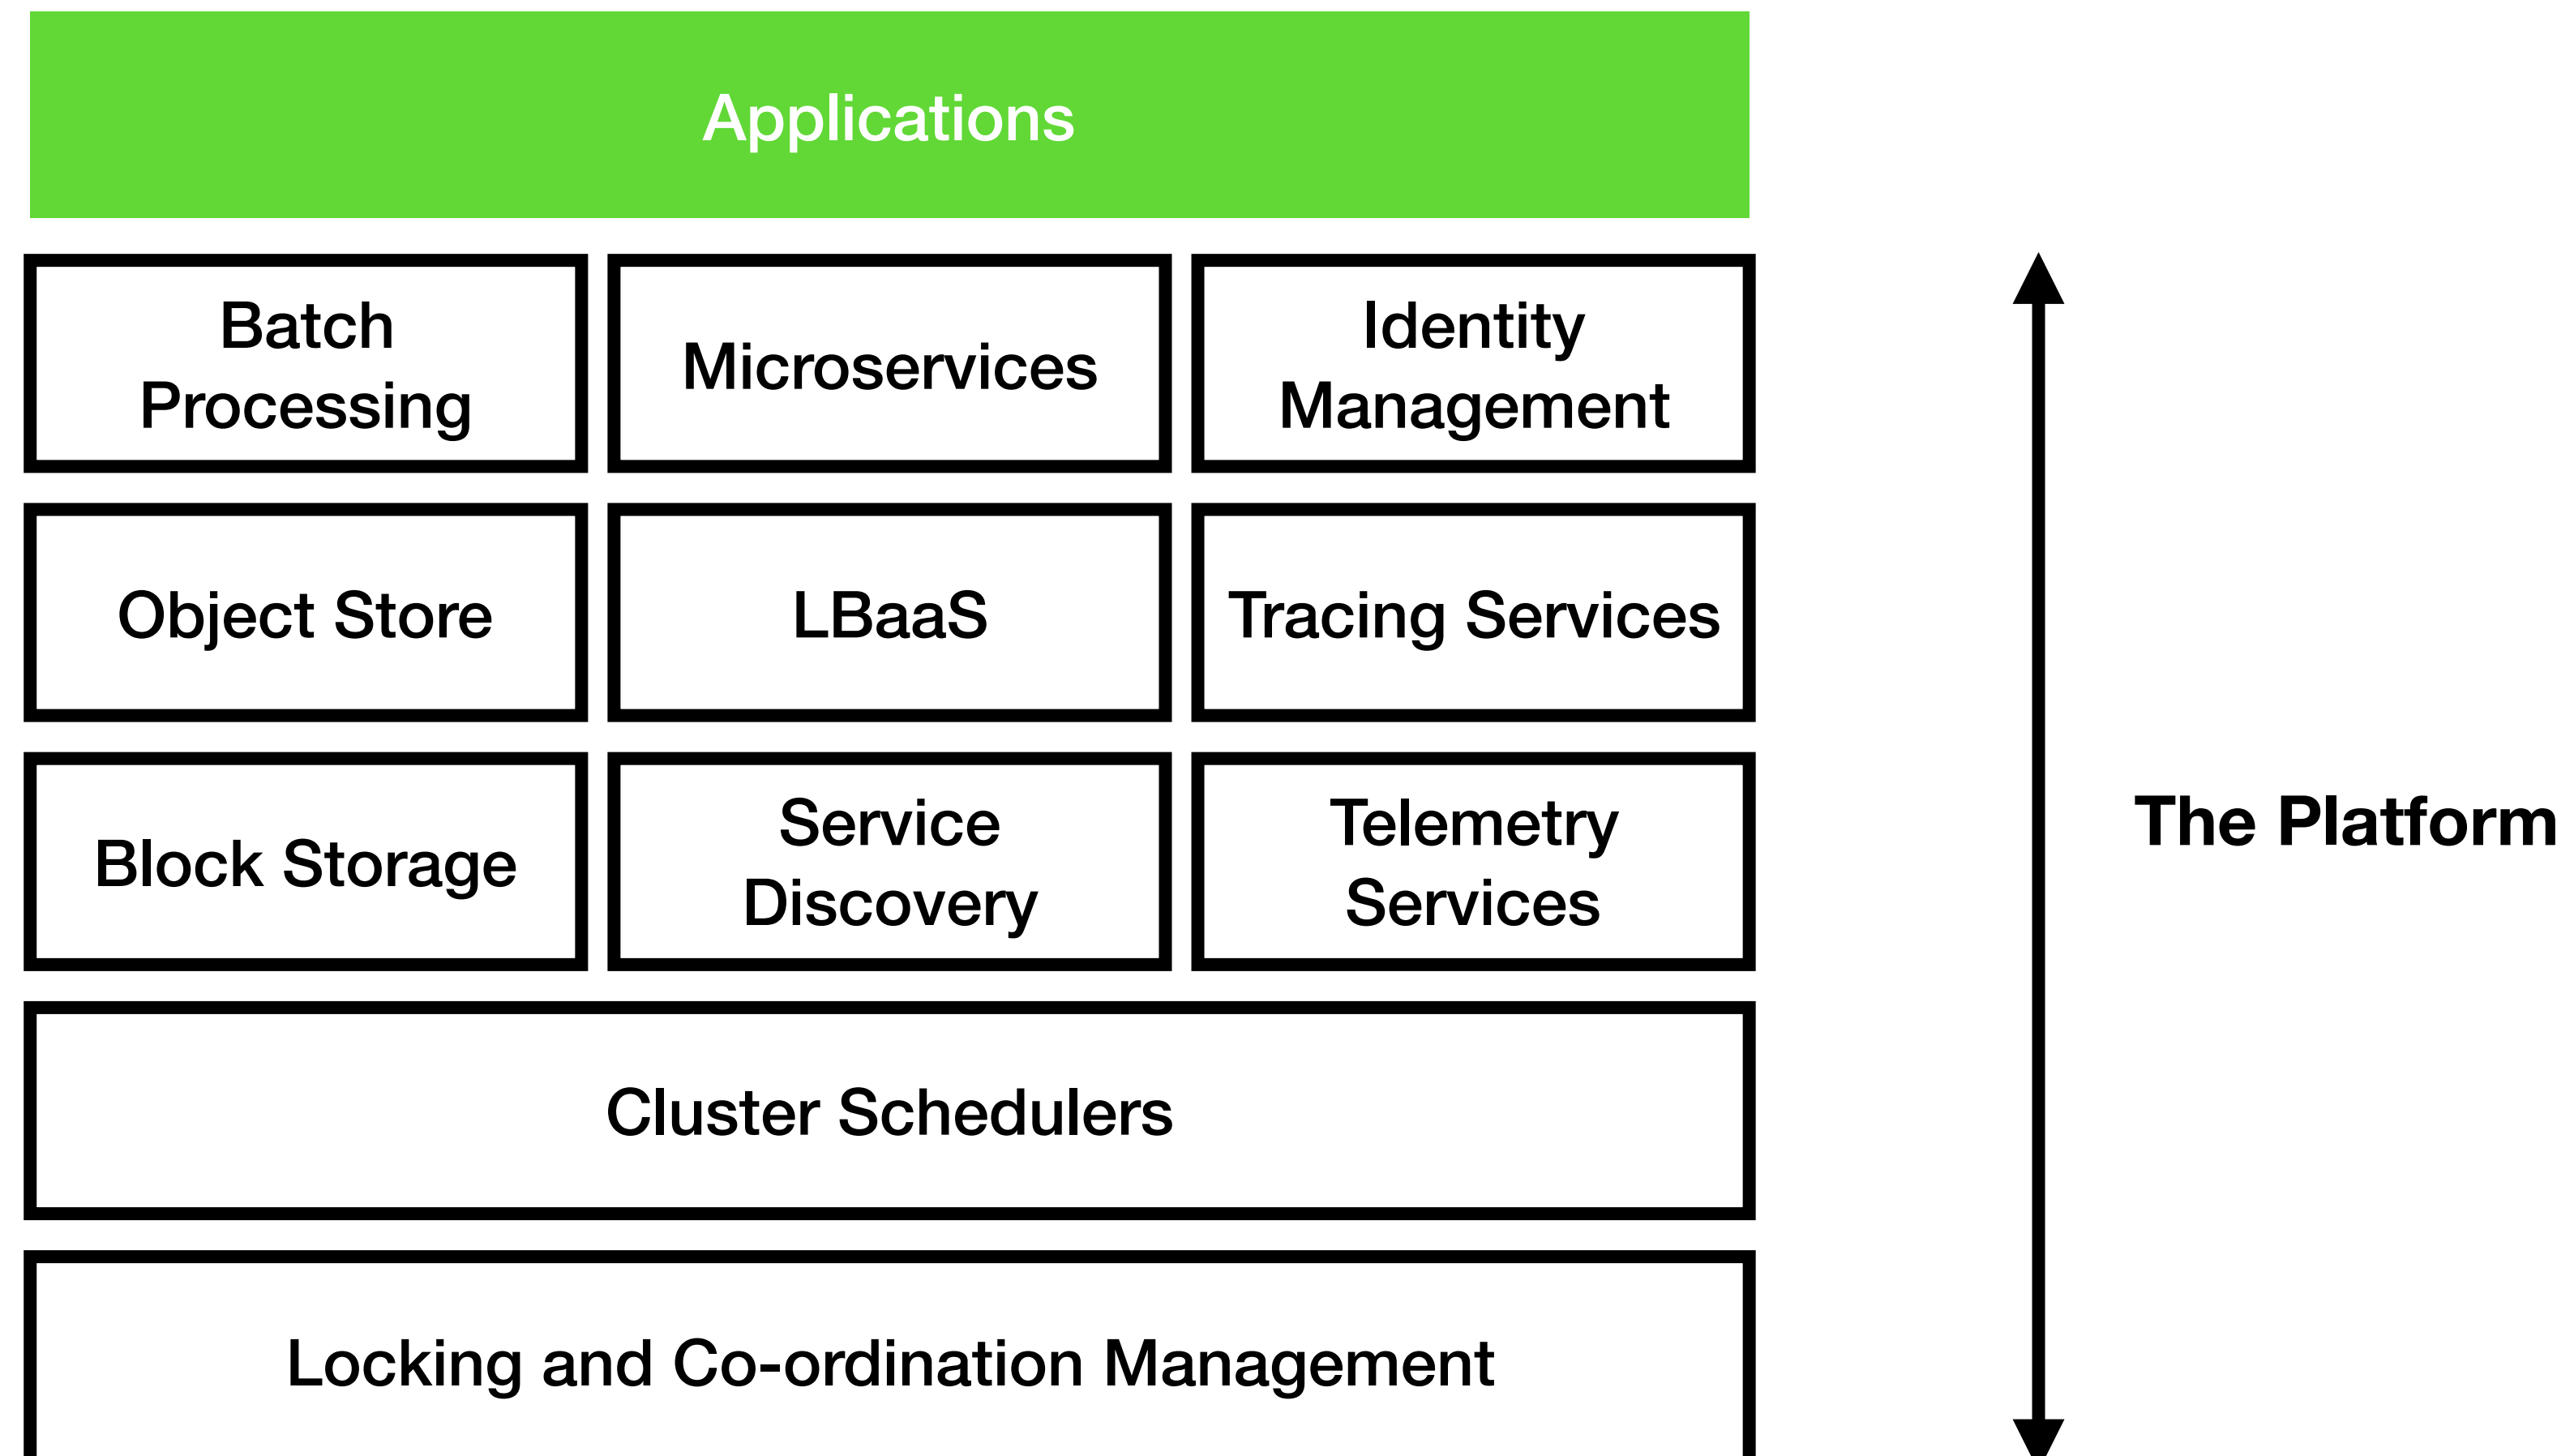 Applications
Batch
Processing
Microservices
Identity
Management
Object Store
LBaaS
Tracing Services
Block Storage
Service
Discovery
Telemetry
Services
The Platform
Cluster Schedulers
Locking and Co-ordination Management